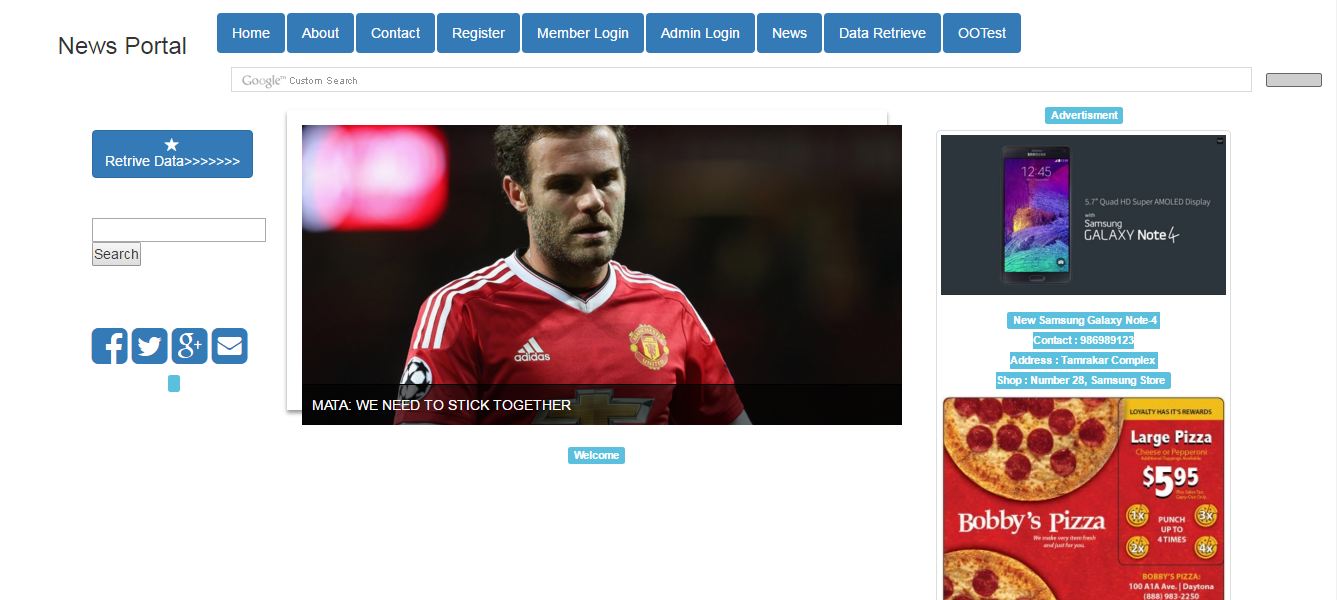 News Portal
Home
About
Contact
Register
Member Login
Admin Login
News
Data Retrieve
OOTest
Google™ Custom Search
Retrive Data>>>>>>>
Search
adidas
MANCHESTER
UNITED
MATA: WE NEED TO STICK TOGETHER
Welcome
Advertisment
12:45
5.7" Quad HD Super AMOLED Display
with
Samsung
GALAXY Note 4
New Samsung Galaxy Note-4
Contact : 986989123
Address : Tamrakar Complex
Shop : Number 28, Samsung Store
LOYALTY HAS IT'S REWARDS
Large Pizza
Cheese or Pepperoni
Additional Toppings Available
$5.95
Plus Sales Tax
Carry-Out Only
Bobby's Pizza
We make very item fresh
and just for you.
1x
PUNCH
UP TO
4 TIMES
3x
2x
4x
BOBBY'S PIZZA:
100 A1A Ave. | Daytona
(888) 983-2250